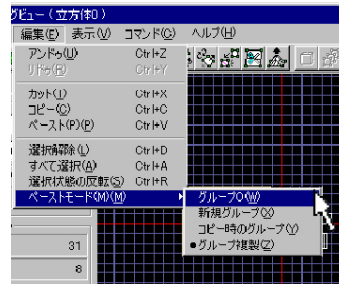 ビュー ( 立方体0 )
編集(E) 表示(V) コマンド(C) ヘルプ(H)
アンドゥ(U) Ctrl+Z
リドゥ(R) Ctrl+Y
カット(T) Ctrl+X
コピー(C) Ctrl+C
ペースト(P)(P) Ctrl+V
選択解除(L) Ctrl+D
すべて選択(A) Ctrl+A
選択状態の反転(S) Ctrl+R
ペーストモード(M)(M)
グループ0(W)
新規グループ(X)
コピー時のグループ(Y)
●グループ複製(Z)
31
8